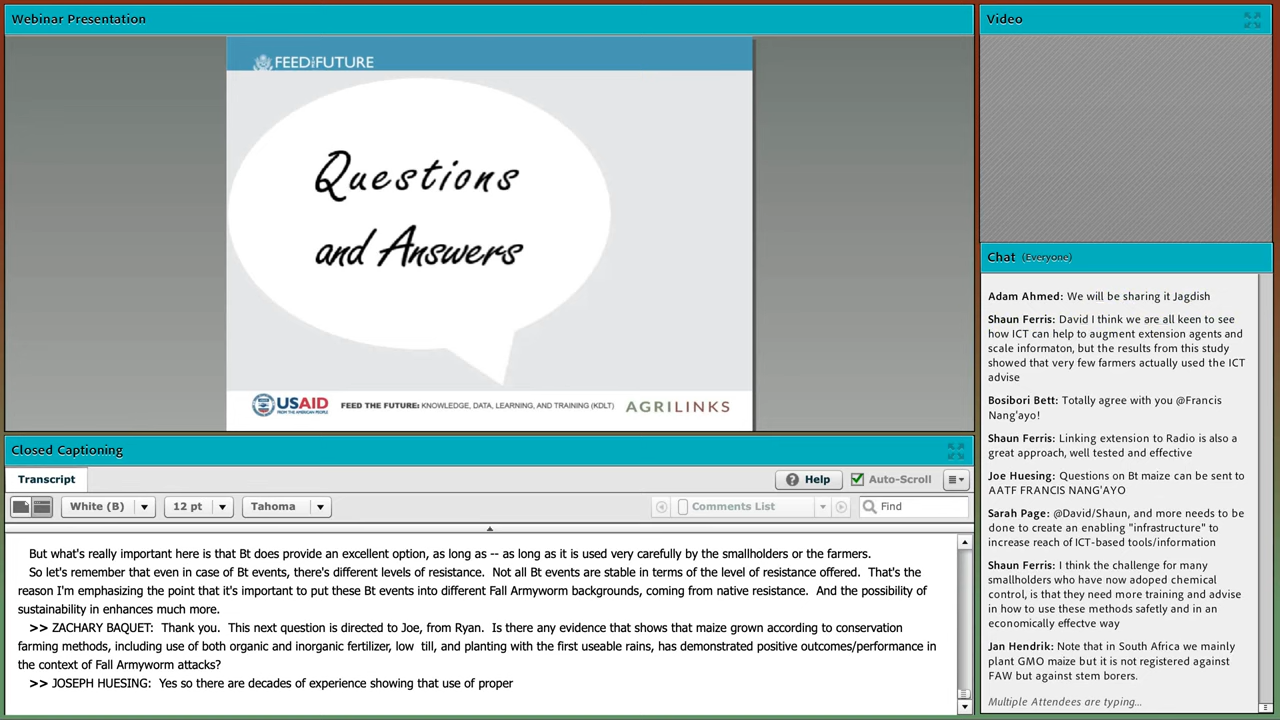 Webinar Presentation
FEED THE FUTURE
Questions
and Answers
USAID
FROM THE AMERICAN PEOPLE
FEED THE FUTURE: KNOWLEDGE, DATA, LEARNING, AND TRAINING (KDLT)
AGRILINKS
Closed Captioning
Transcript
Help
Auto-Scroll
White (B)
12 pt
Tahoma
Comments List
Find
But what's really important here is that Bt does provide an excellent option, as long as -- as long as it is used very carefully by the smallholders or the farmers.
So let's remember that even in case of Bt events, there's different levels of resistance. Not all Bt events are stable in terms of the level of resistance offered. That's the
reason I'm emphasizing the point that it's important to put these Bt events into different Fall Armyworm backgrounds, coming from native resistance. And the possibility of
sustainability in enhances much more.
>> ZACHARY BAQUET: Thank you. This next question is directed to Joe, from Ryan. Is there any evidence that shows that maize grown according to conservation
farming methods, including use of both organic and inorganic fertilizer, low till, and planting with the first useable rains, has demonstrated positive outcomes/performance in
the context of Fall Armyworm attacks?
>> JOSEPH HUESING: Yes so there are decades of experience showing that use of proper
Video
Chat (Everyone)
Adam Ahmed: We will be sharing it Jagdish
Shaun Ferris: David I think we are all keen to see
how ICT can help to augment extension agents and
scale informaton, but the results from this study
showed that very few farmers actually used the ICT
advise
Bosibori Bett: Totally agree with you @Francis
Nang'ayo!
Shaun Ferris: Linking extension to Radio is also a
great approach, well tested and effective
Joe Huesing: Questions on Bt maize can be sent to
AATF FRANCIS NANG'AYO
Sarah Page: @David/Shaun, and more needs to be
done to create an enabling "infrastructure" to
increase reach of ICT-based tools/information
Shaun Ferris: I think the challenge for many
smallholders who have now adoped chemical
control, is that they need more training and advise
in how to use these methods safetly and in an
economically effectve way
Jan Hendrik: Note that in South Africa we mainly
plant GMO maize but it is not registered against
FAW but against stem borers.
Multiple Attendees are typing...